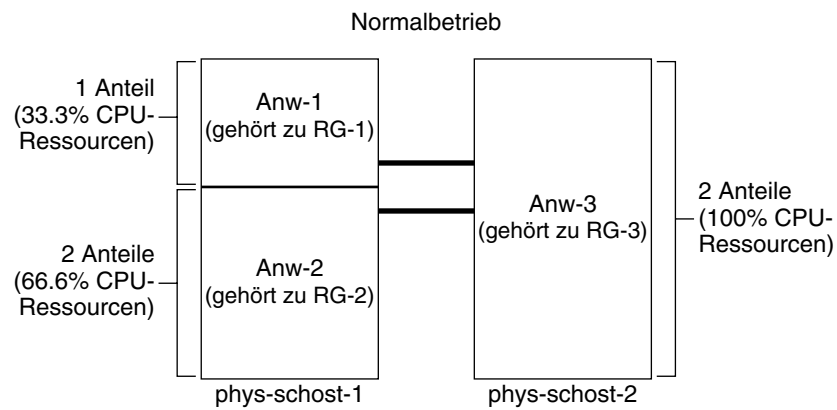 Normalbetrieb
1 Anteil
(33.3% CPU-
Ressourcen)
Anw-1
(gehört zu RG-1)
2 Anteile
(66.6% CPU-
Ressourcen)
Anw-2
(gehört zu RG-2)
phys-schost-1
Anw-3
(gehört zu RG-3)
2 Anteile
(100% CPU-
Ressourcen)
phys-schost-2